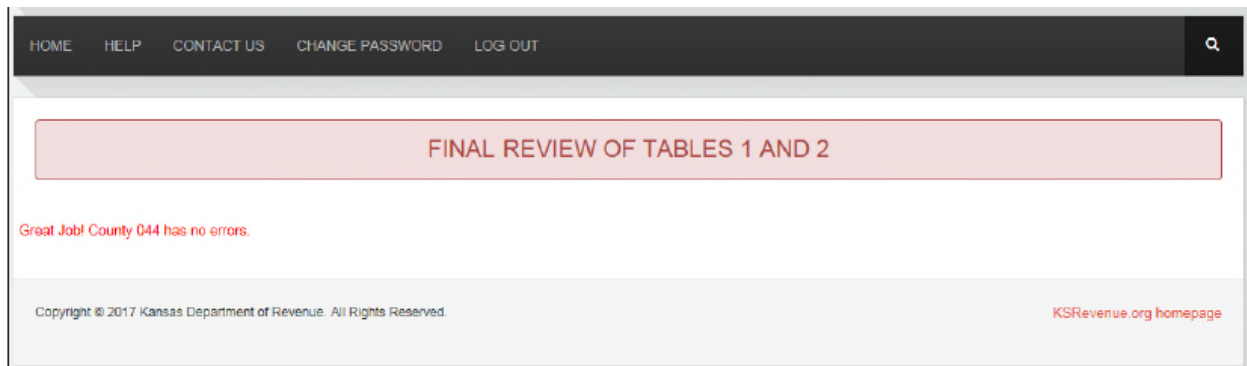 HOME HELP CONTACT US CHANGE PASSWORD LOG OUT
FINAL REVIEW OF TABLES 1 AND 2
Great Job! County 044 has no errors.
Copyright © 2017 Kansas Department of Revenue. All Rights Reserved. KSRevenue.org homepage